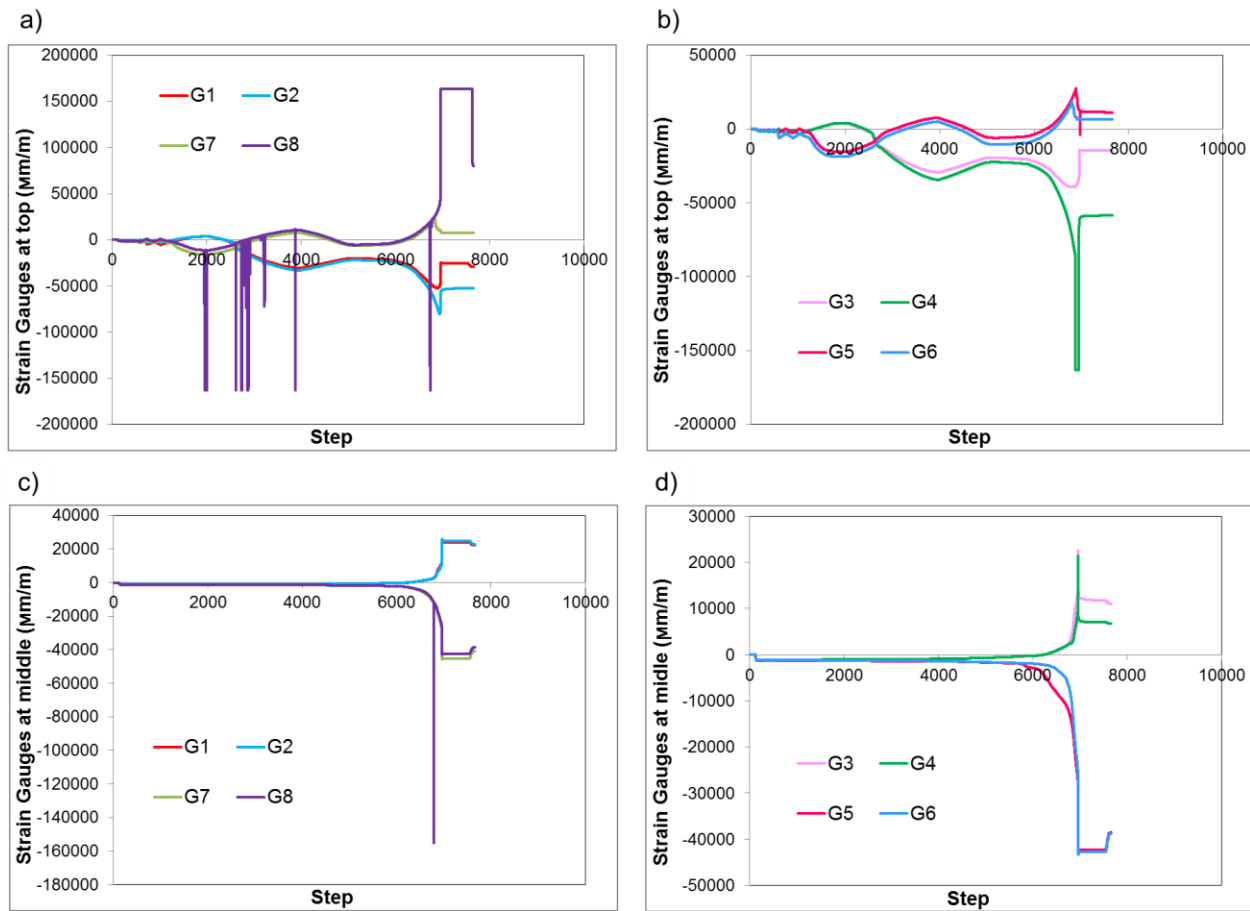 a)
Strain Gauges at top (мm/m)
200000
150000
100000
50000
0
-50000
-100000
-150000
-200000
0 2000 4000 6000 8000 10000
G1 G2
G7 G8
Step
b)
Strain Gauges at top (мm/m)
50000
0
-50000
-100000
-150000
-200000
0 2000 4000 6000 8000 10000
G3 G4
G5 G6
Step
c)
Strain Gauges at middle (мm/m)
40000
20000
0
-20000
-40000
-60000
-80000
-100000
-120000
-140000
-160000
-180000
0 2000 4000 6000 8000 10000
G1 G2
G7 G8
Step
d)
Strain Gauges at middle (мm/m)
30000
20000
10000
0
-10000
-20000
-30000
-40000
-50000
0 2000 4000 6000 8000 10000
G3 G4
G5 G6
Step